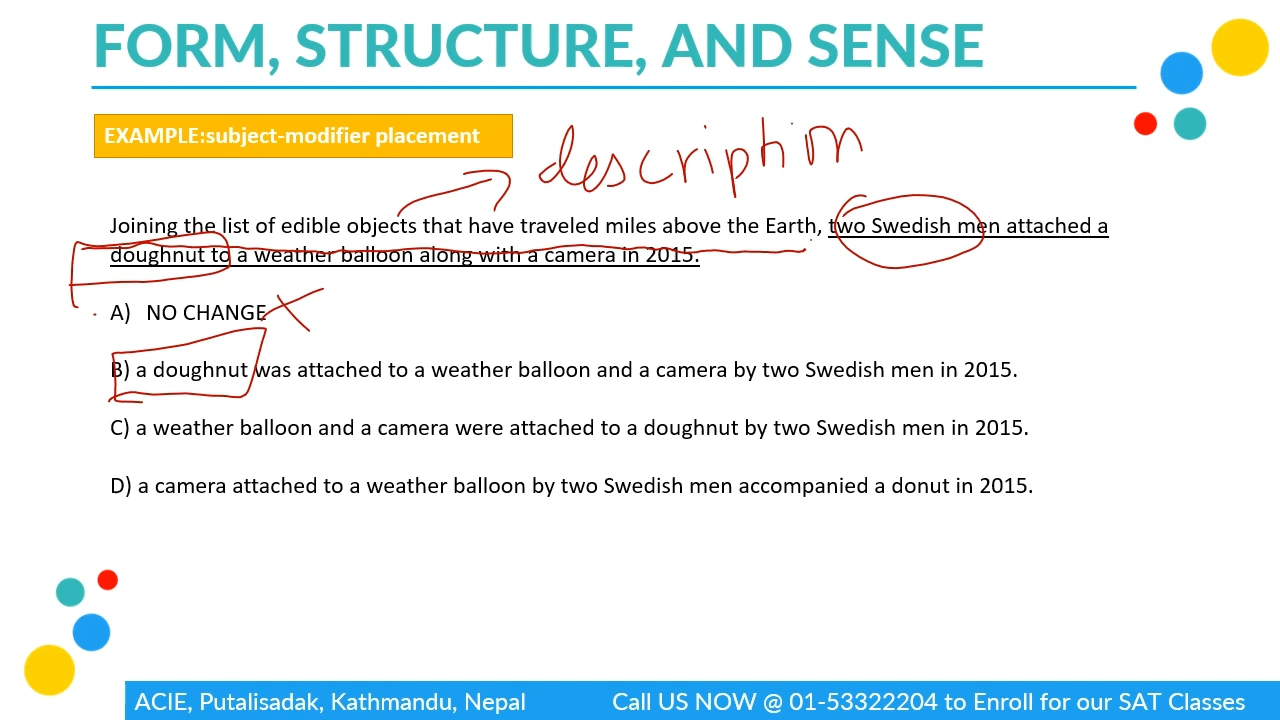 FORM, STRUCTURE, AND SENSE
EXAMPLE:subject-modifier placement
description
Joining the list of edible objects that have traveled miles above the Earth, two Swedish men attached a
doughnut to a weather balloon along with a camera in 2015.
A) NO CHANGE
B) a doughnut was attached to a weather balloon and a camera by two Swedish men in 2015.
C) a weather balloon and a camera were attached to a doughnut by two Swedish men in 2015.
D) a camera attached to a weather balloon by two Swedish men accompanied a donut in 2015.
ACIE, Putalisadak, Kathmandu, Nepal Call US NOW @ 01-53322204 to Enroll for our SAT Classes